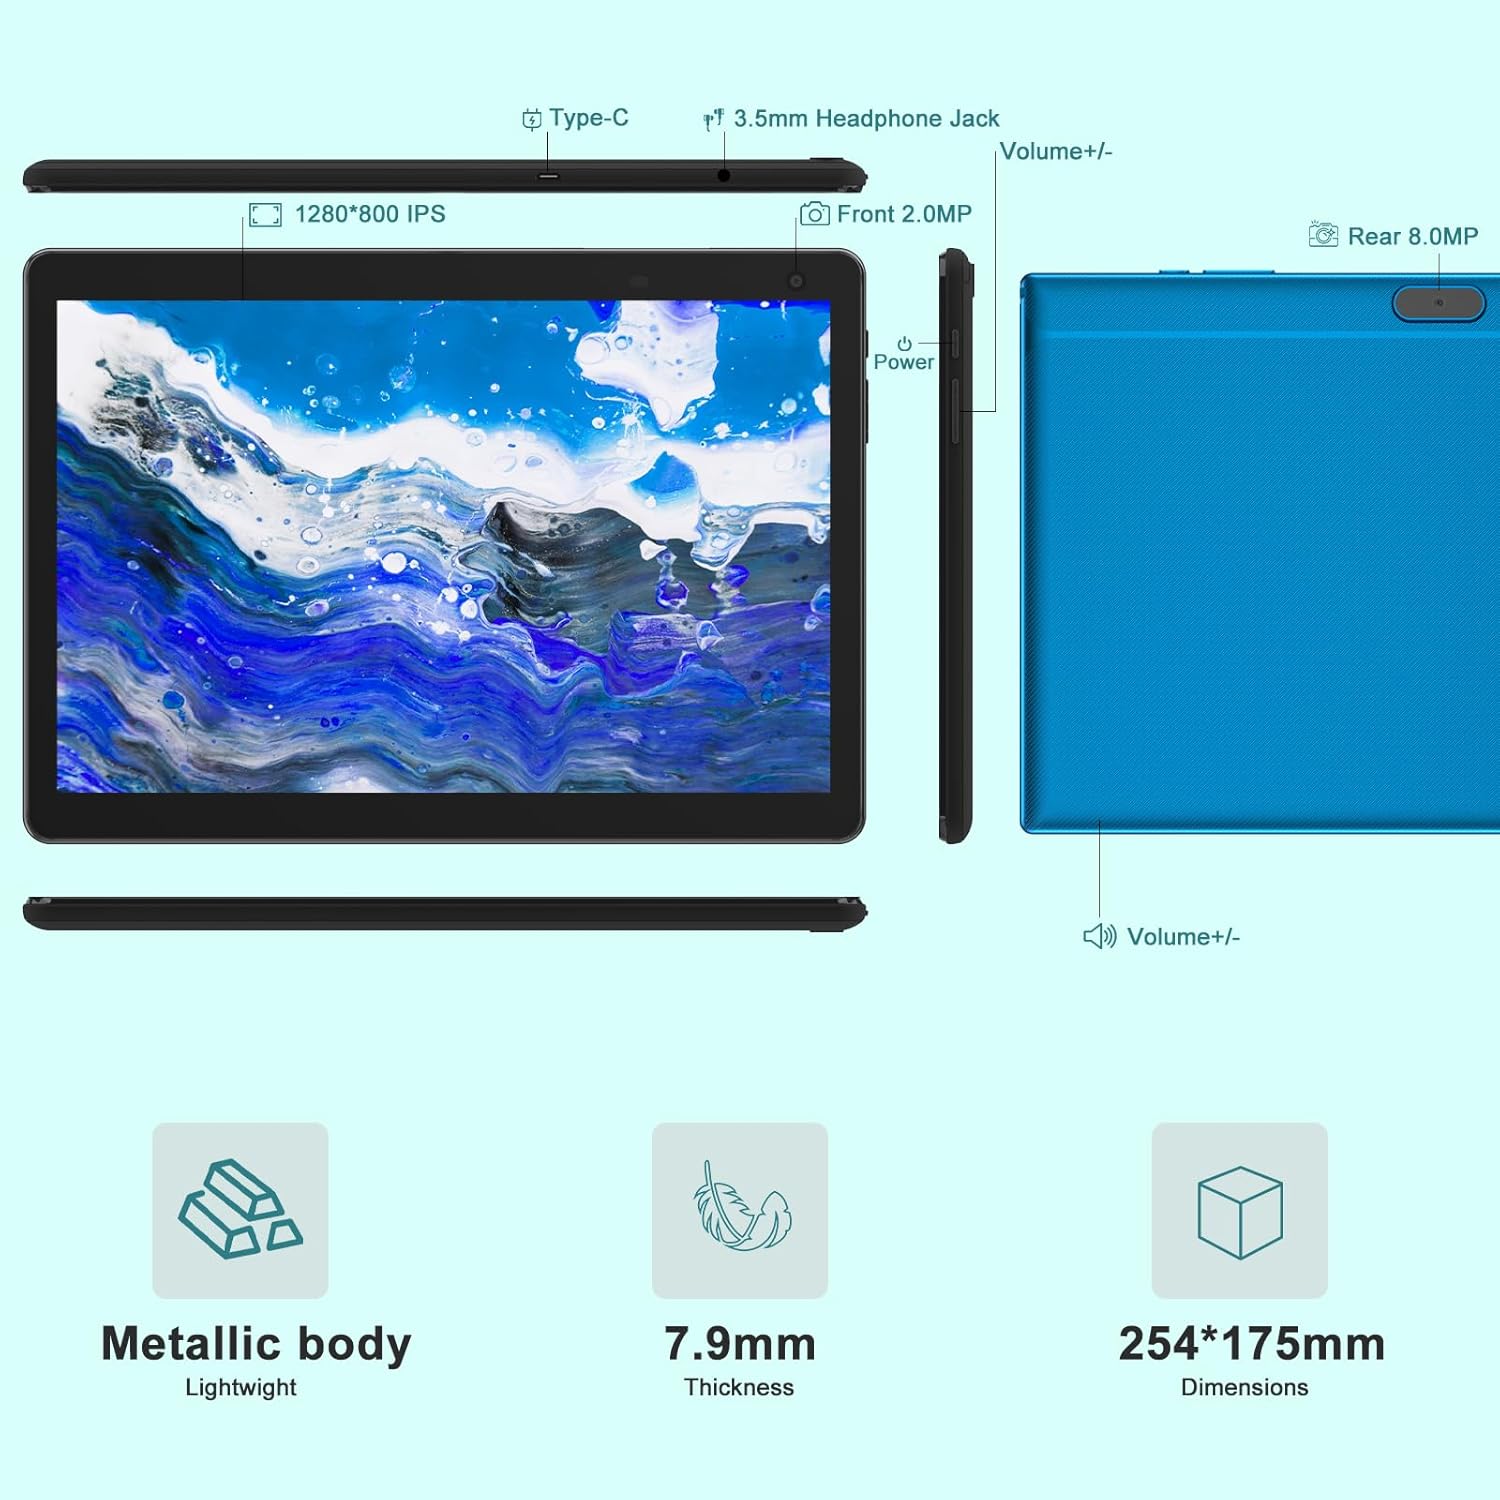 Type-C
3.5mm Headphone Jack
Volume+/-
1280*800 IPS
Front 2.0MP
Rear 8.0MP
Power
Volume+/-
Metallic body
Lightwight
7.9mm
Thickness
254*175mm
Dimensions